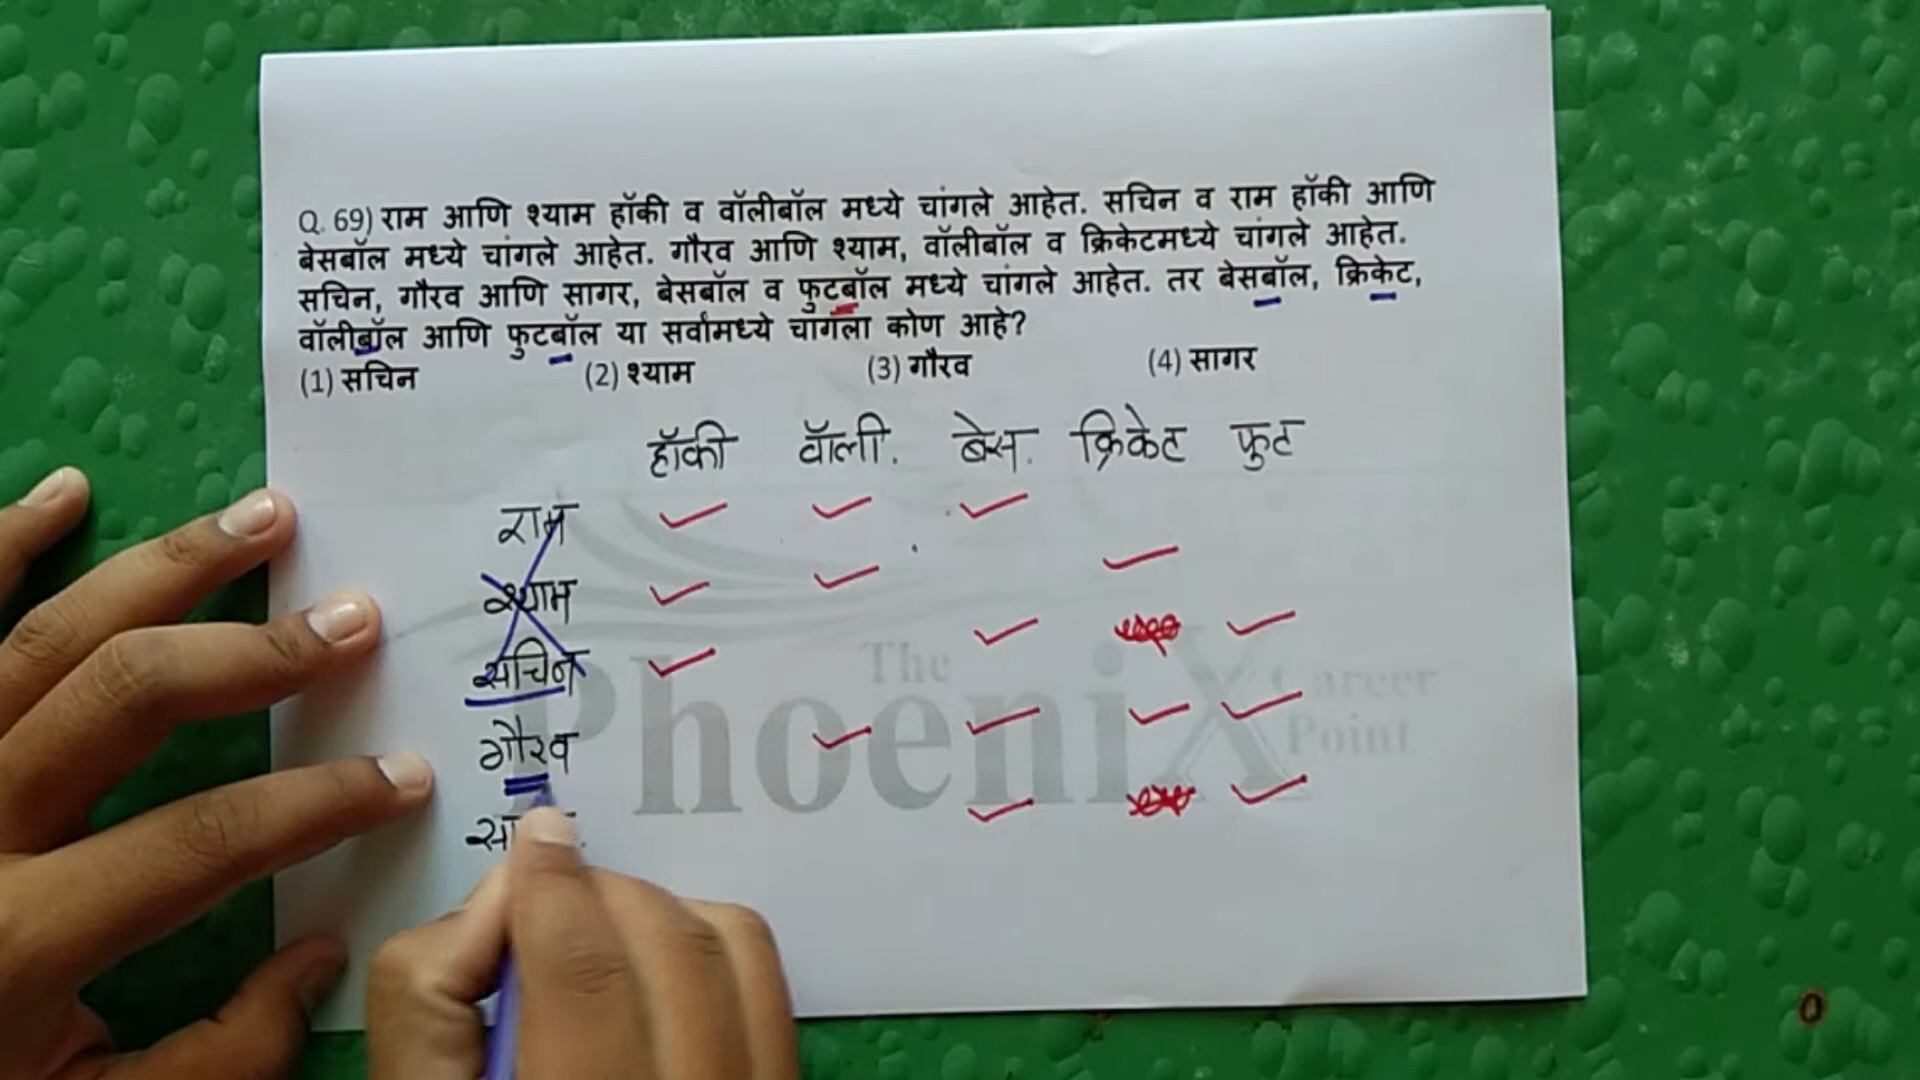 Q. 69) राम आणि श्याम हॉकी व वॉलीबॉल मध्ये चांगले आहेत. सचिन व राम हॉकी आणि
बेसबॉल मध्ये चांगले आहेत. गौरव आणि श्याम, वॉलीबॉल व क्रिकेटमध्ये चांगले आहेत.
सचिन, गौरव आणि सागर, बेसबॉल व फुटबॉल मध्ये चांगले आहेत. तर बेसबॉल, क्रिकेट,
वॉलीबॉल आणि फुटबॉल या सर्वांमध्ये चांगला कोण आहे?
(1) सचिन (2) श्याम (3) गौरव (4) सागर
हॉकी वॉली. बेस. क्रिकेट फुट
राम
श्याम
सचिन
गौरव
The
Phoenix
Career
Point